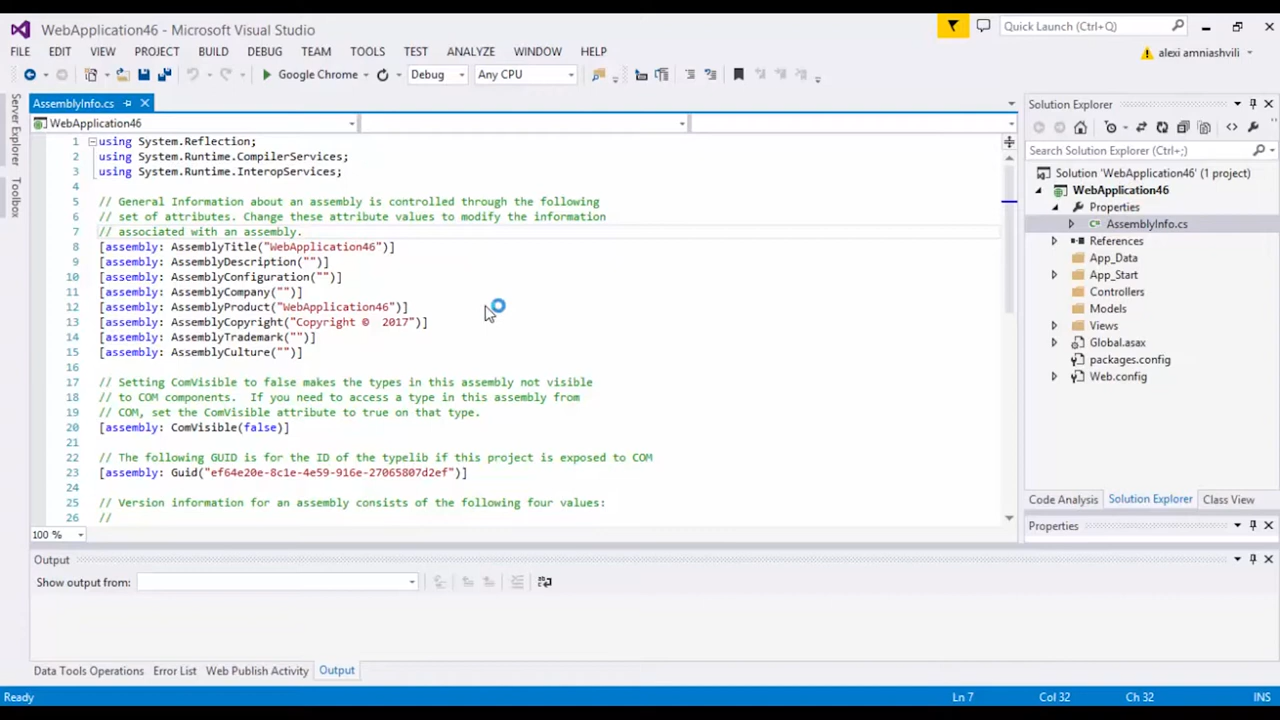 WebApplication46 - Microsoft Visual Studio
Quick Launch (Ctrl+Q)
FILE EDIT VIEW PROJECT BUILD DEBUG TEAM TOOLS TEST ANALYZE WINDOW HELP
alexi amniashvili
Google Chrome Debug Any CPU
Server Explorer
Toolbox
AssemblyInfo.cs
WebApplication46
1 using System.Reflection;
2 using System.Runtime.CompilerServices;
3 using System.Runtime.InteropServices;
4
5 // General Information about an assembly is controlled through the following
6 // set of attributes. Change these attribute values to modify the information
7 // associated with an assembly.
8 [assembly: AssemblyTitle("WebApplication46")]
9 [assembly: AssemblyDescription("")]
10 [assembly: AssemblyConfiguration("")]
11 [assembly: AssemblyCompany("")]
12 [assembly: AssemblyProduct("WebApplication46")]
13 [assembly: AssemblyCopyright("Copyright ©  2017")]
14 [assembly: AssemblyTrademark("")]
15 [assembly: AssemblyCulture("")]
16
17 // Setting ComVisible to false makes the types in this assembly not visible
18 // to COM components.  If you need to access a type in this assembly from
19 // COM, set the ComVisible attribute to true on that type.
20 [assembly: ComVisible(false)]
21
22 // The following GUID is for the ID of the typelib if this project is exposed to COM
23 [assembly: Guid("ef64e20e-8c1e-4e59-916e-27065807d2ef")]
24
25 // Version information for an assembly consists of the following four values:
26 //
100 %
Solution Explorer
Search Solution Explorer (Ctrl+;)
Solution 'WebApplication46' (1 project)
WebApplication46
Properties
AssemblyInfo.cs
References
App_Data
App_Start
Controllers
Models
Views
Global.asax
packages.config
Web.config
Code Analysis Solution Explorer Class View
Properties
Output
Show output from:
Data Tools Operations Error List Web Publish Activity Output
Ready Ln 7 Col 32 Ch 32 INS